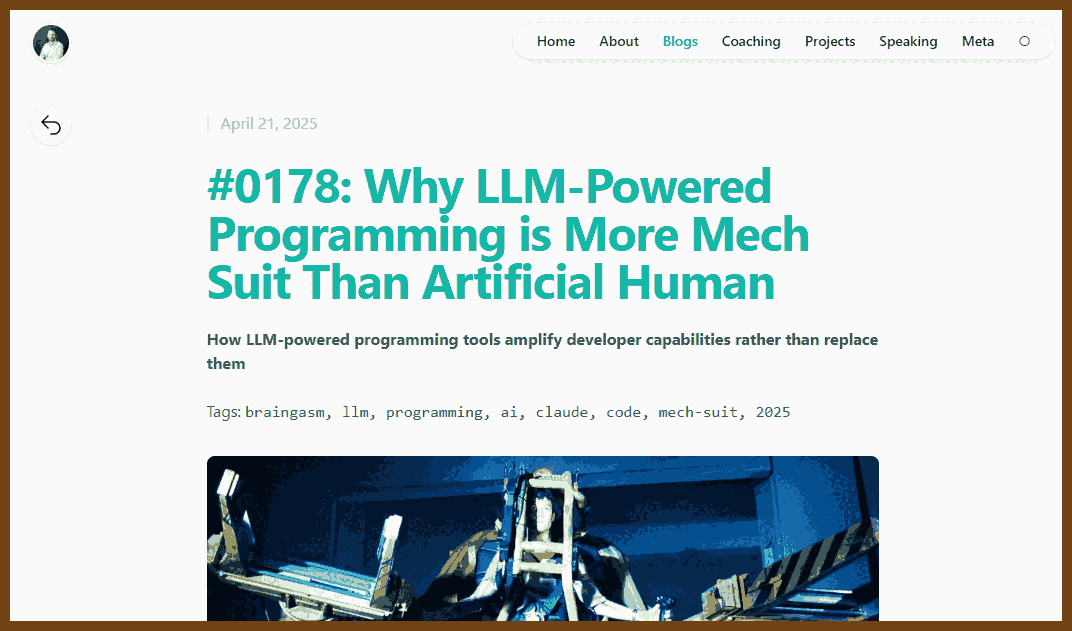 Home About Blogs Coaching Projects Speaking Meta
April 21, 2025
#0178: Why LLM-Powered
Programming is More Mech
Suit Than Artificial Human
How LLM-powered programming tools amplify developer capabilities rather than replace
them
Tags: braingasm, llm, programming, ai, claude, code, mech-suit, 2025